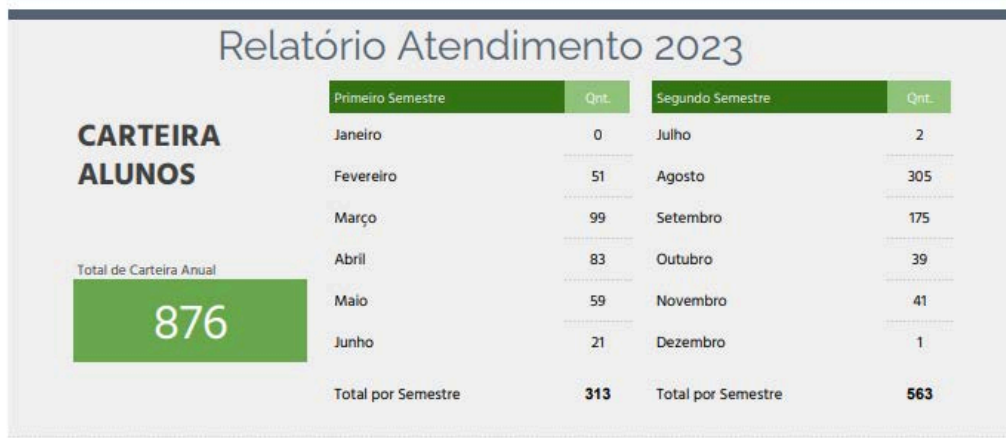 Relatório Atendimento 2023
CARTEIRA
ALUNOS
Total de Carteira Anual
876
Primeiro Semestre Qnt. Segundo Semestre Qnt.
Janeiro 0 Julho 2
Fevereiro 51 Agosto 305
Março 99 Setembro 175
Abril 83 Outubro 39
Maio 59 Novembro 41
Junho 21 Dezembro 1
Total por Semestre 313 Total por Semestre 563